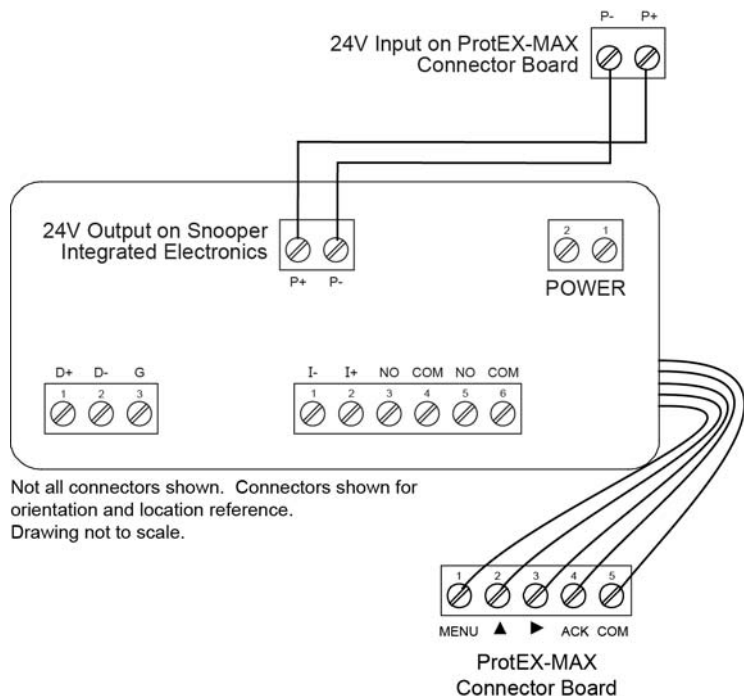 P- P+
24V Input on ProtEX-MAX
Connector Board
24V Output on Snooper
Integrated Electronics
P+ P-
2 1
POWER
D+ D- G
1 2 3
I- I+ NO COM NO COM
1 2 3 4 5 6
Not all connectors shown.  Connectors shown for
orientation and location reference.
Drawing not to scale.
1 2 3 4 5
MENU ▲ ► ACK COM
ProtEX-MAX
Connector Board